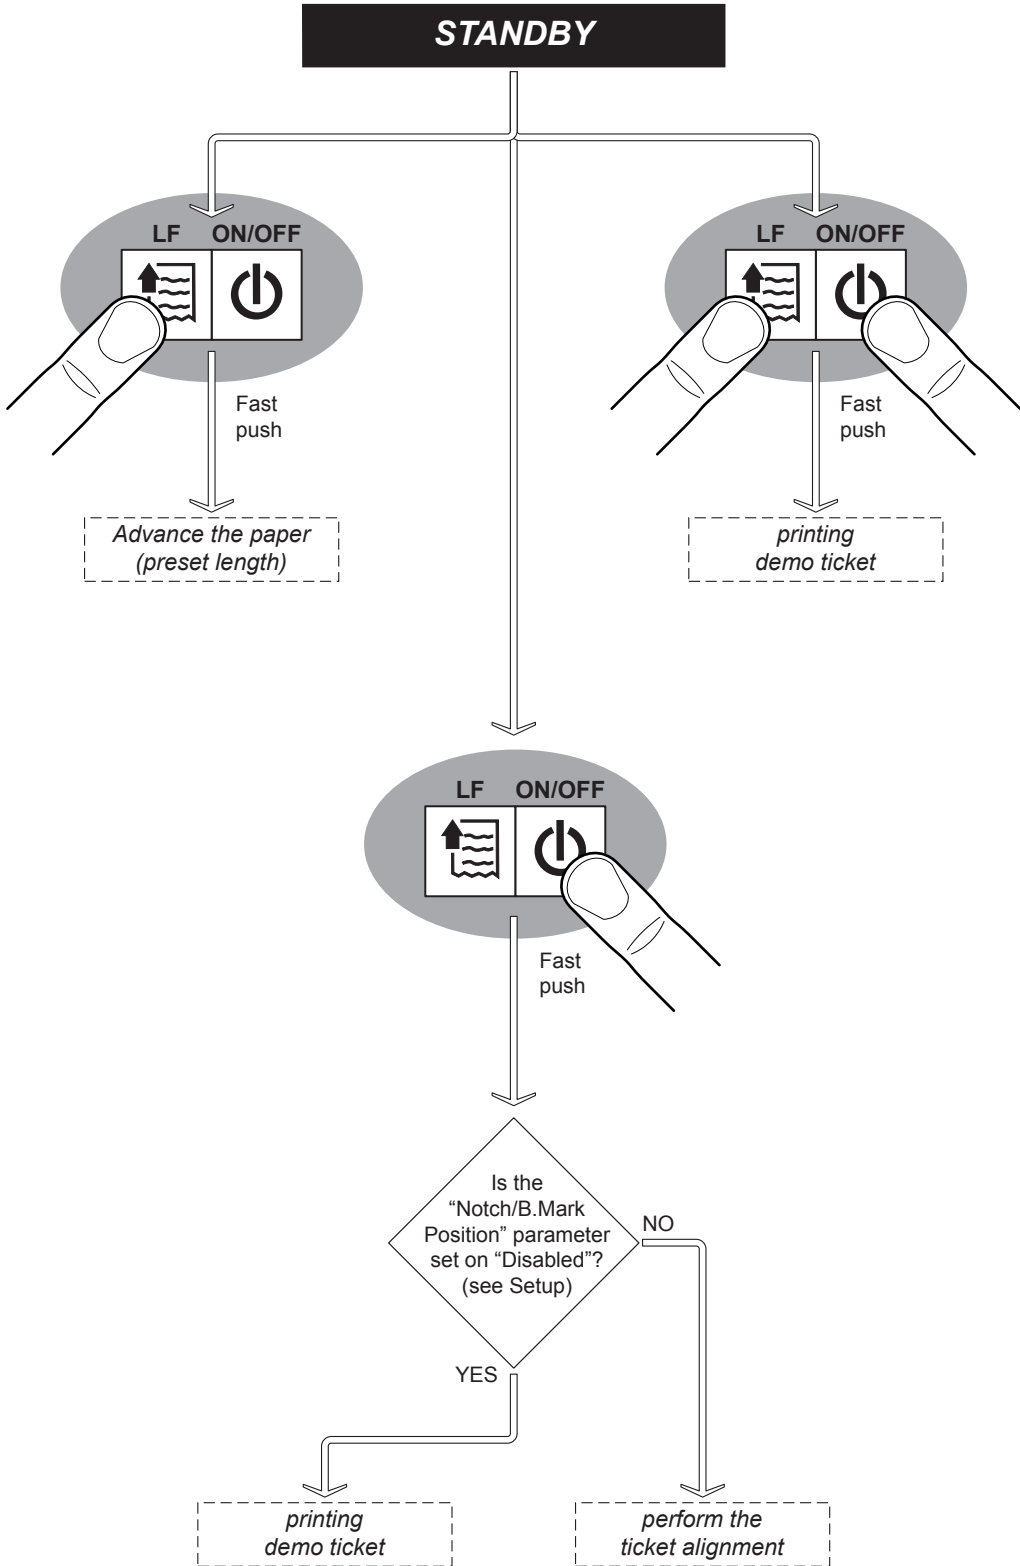 STANDBY
LF ON/OFF
LF ON/OFF
Fast
push
Fast
push
Advance the paper
(preset length)
printing
demo ticket
LF ON/OFF
Fast
push
Is the
“Notch/B.Mark
Position” parameter
set on “Disabled”?
(see Setup)
NO
YES
printing
demo ticket
perform the
ticket alignment